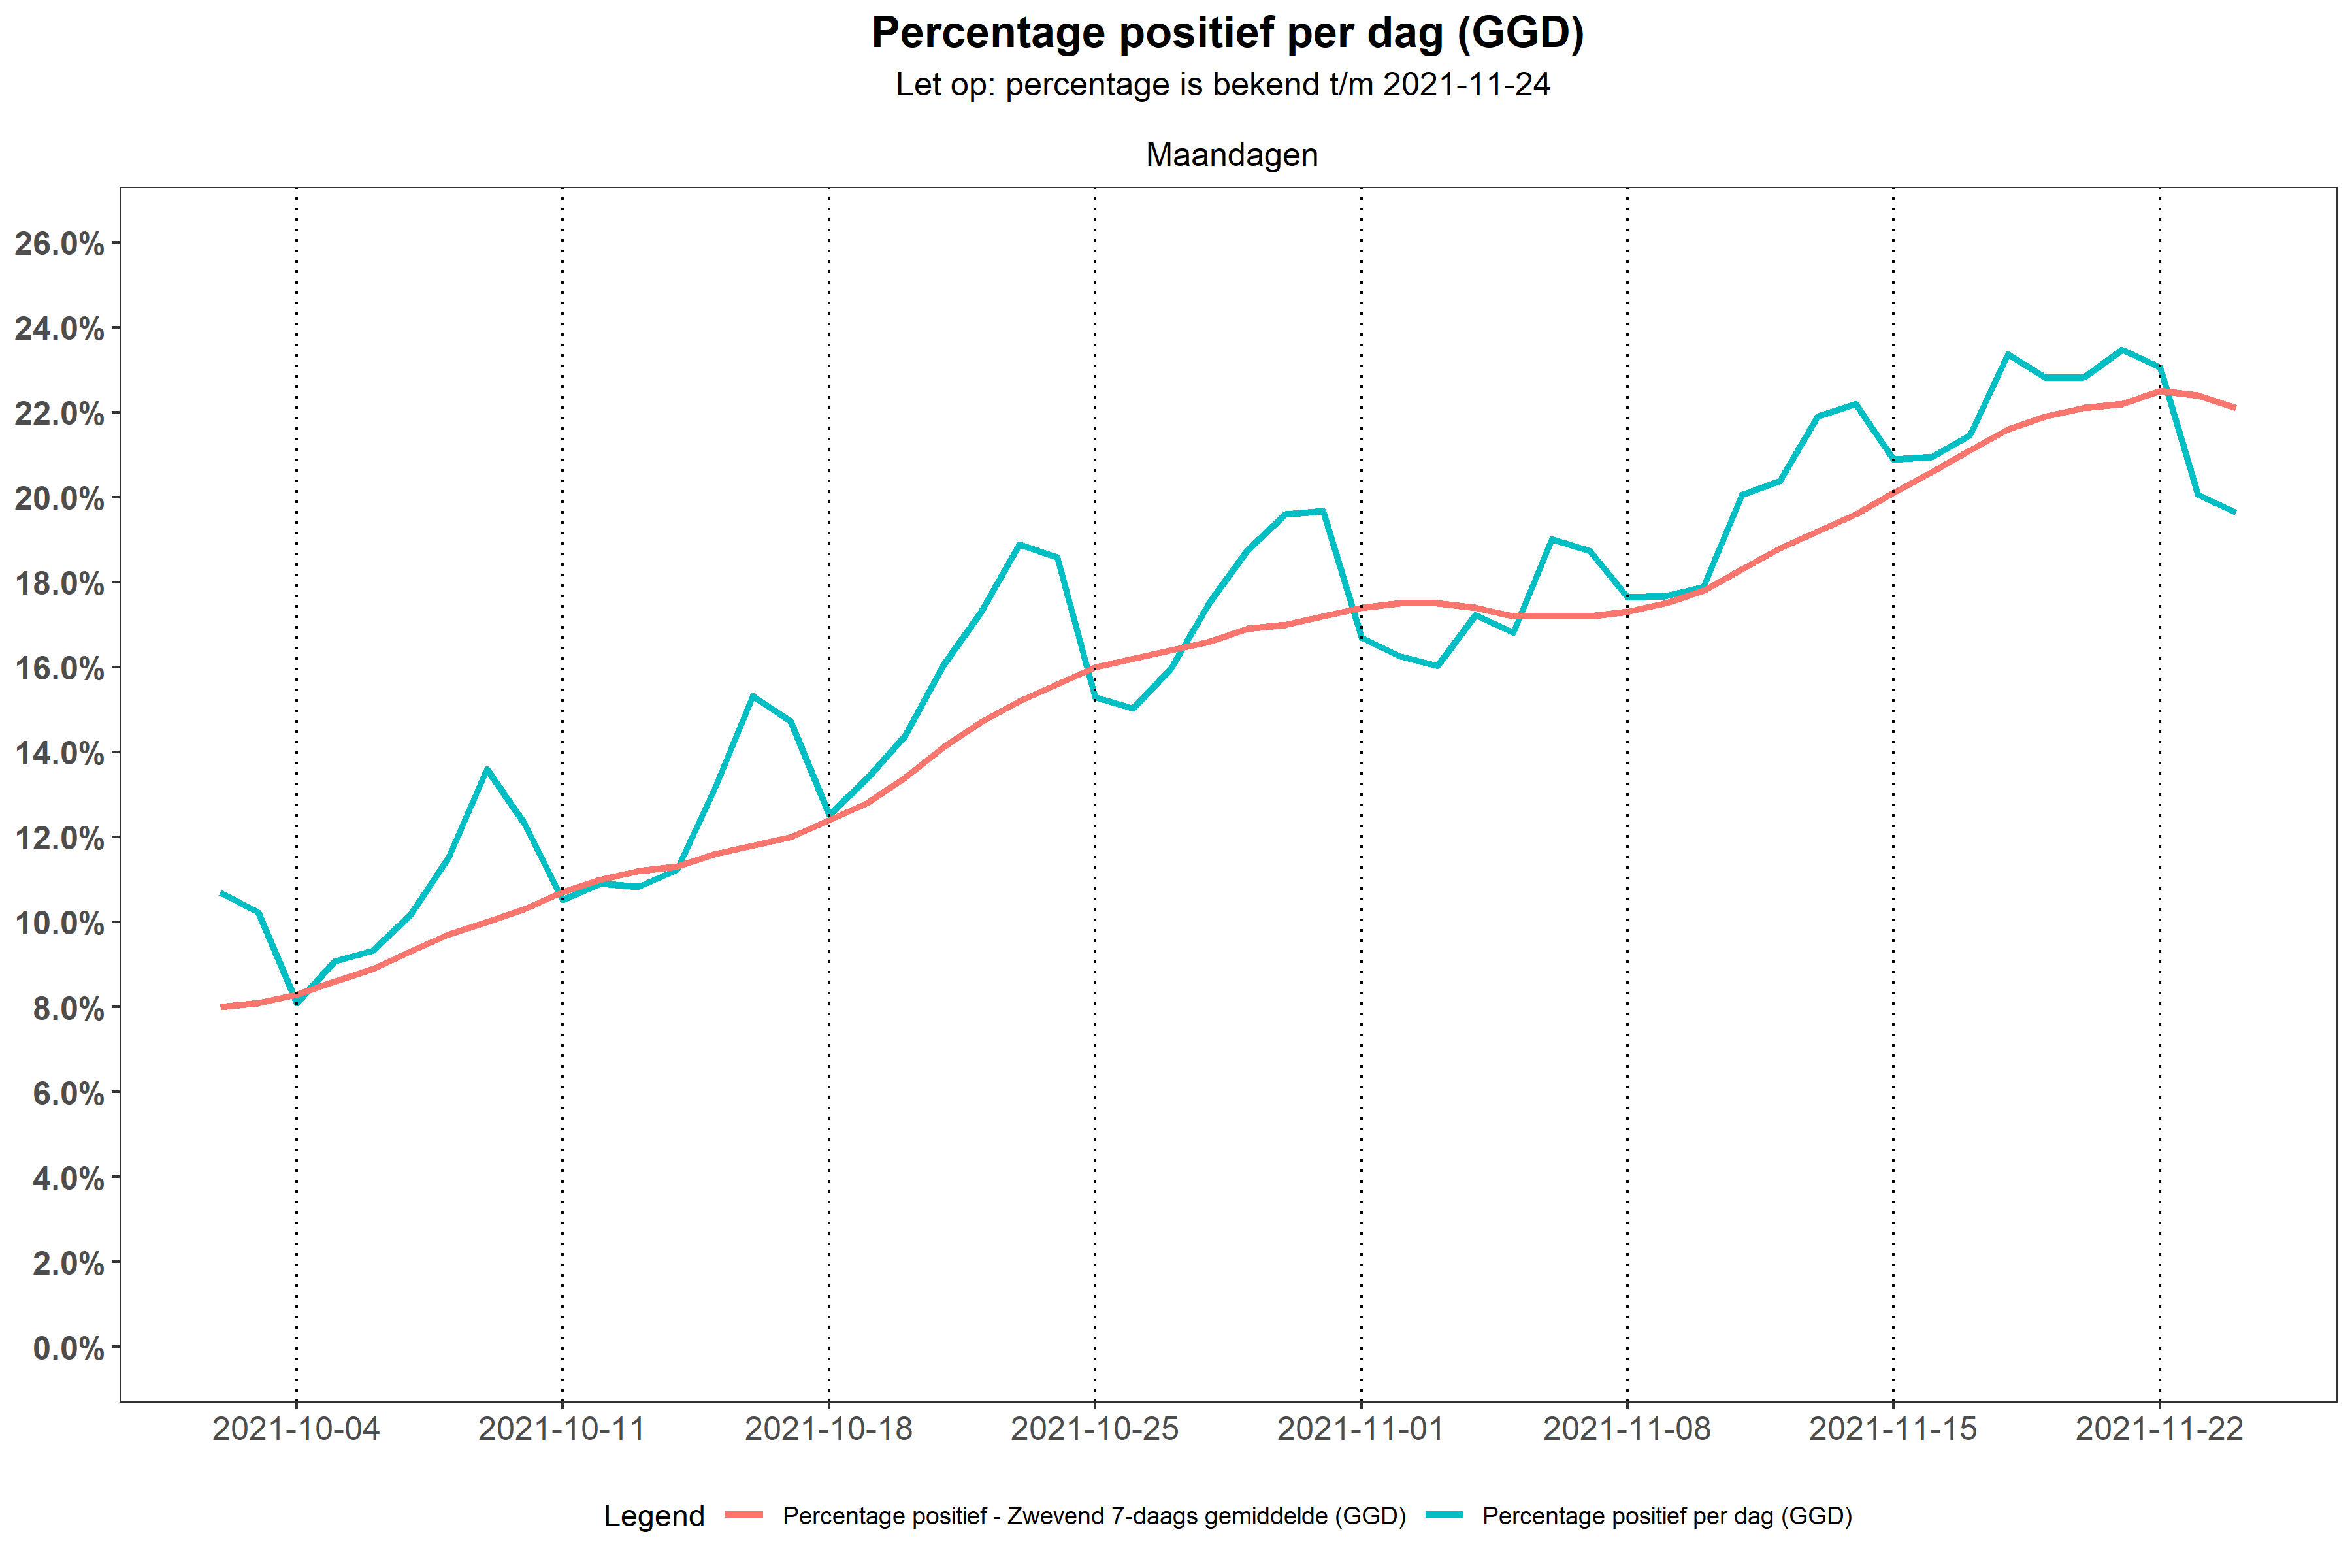 Percentage positief per dag (GGD)
Let op: percentage is bekend t/m 2021-11-24
Maandagen
26.0%
24.0%
22.0%
20.0%
18.0%
16.0%
14.0%
12.0%
10.0%
8.0%
6.0%
4.0%
2.0%
0.0%
2021-10-04 2021-10-11 2021-10-18 2021-10-25 2021-11-01 2021-11-08 2021-11-15 2021-11-22
Legend Percentage positief - Zwevend 7-daags gemiddelde (GGD) Percentage positief per dag (GGD)